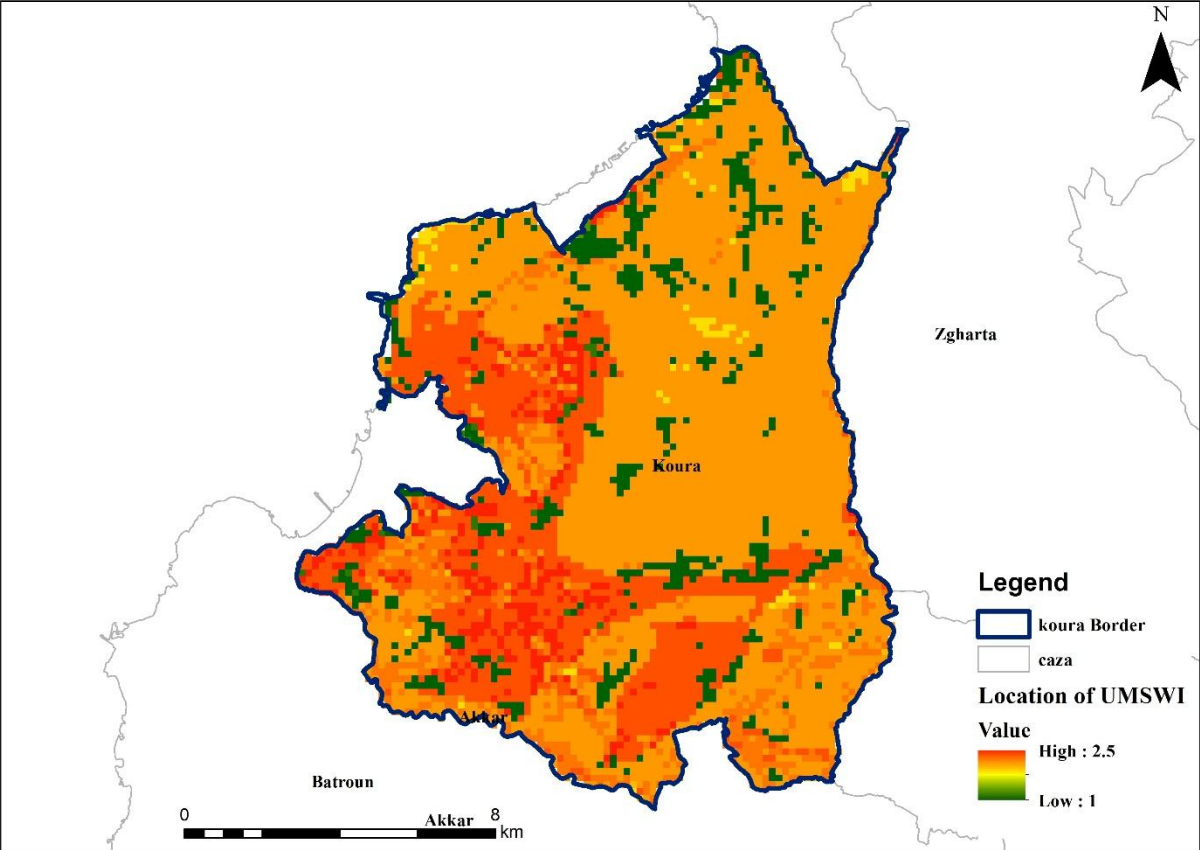 N
Zgharta
Koura
Legend
koura Border
caza
Location of UMSWI
Value
High : 2.5
Low : 1
Akkar
Batroun
Akkar
0 8
km